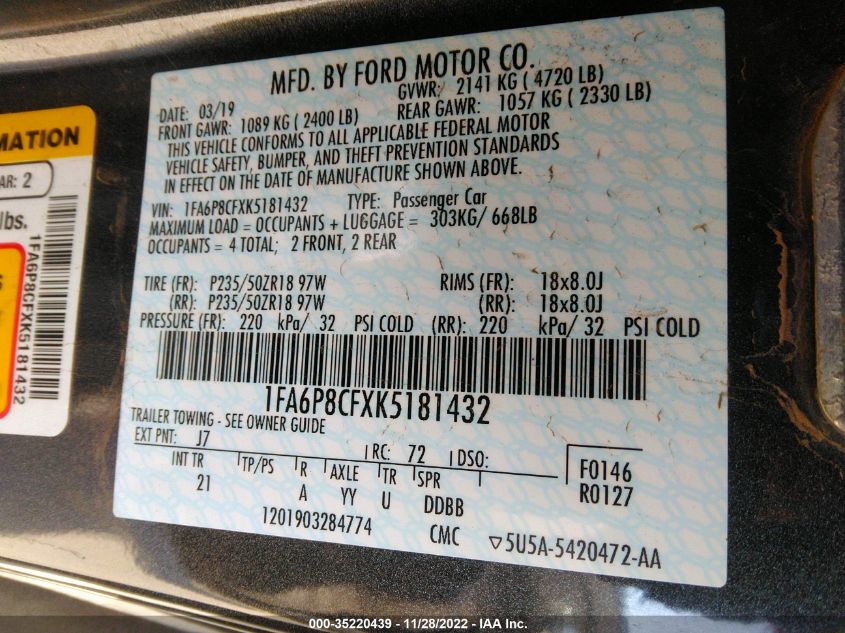 MFD. BY FORD MOTOR CO.
DATE: 03/19
GVWR: 2141 KG ( 4720 LB)
FRONT GAWR: 1089 KG ( 2400 LB)
REAR GAWR: 1057 KG ( 2330 LB)
THIS VEHICLE CONFORMS TO ALL APPLICABLE FEDERAL MOTOR
VEHICLE SAFETY, BUMPER, AND THEFT PREVENTION STANDARDS
IN EFFECT ON THE DATE OF MANUFACTURE SHOWN ABOVE.
VIN: 1FA6P8CFXK5181432 TYPE: Passenger Car
MAXIMUM LOAD = OCCUPANTS + LUGGAGE = 303KG/ 668LB
OCCUPANTS = 4 TOTAL; 2 FRONT, 2 REAR
TIRE (FR): P235/50ZR18 97W RIMS (FR): 18x8.0J
(RR): P235/50ZR18 97W (RR): 18x8.0J
PRESSURE (FR): 220 kPa/ 32 PSI COLD (RR): 220 kPa/ 32 PSI COLD
1FA6P8CFXK5181432
TRAILER TOWING - SEE OWNER GUIDE
EXT PNT: J7 RC: 72 DSO:
INT TR TP/PS R AXLE TR SPR
21 A YY U DDBB
F0146
R0127
1201903284774 CMC ▽5U5A-5420472-AA
MATION
AR: 2
lbs.
S
1FA6P8CFXK5181432
000-35220439 - 11/28/2022 - IAA Inc.